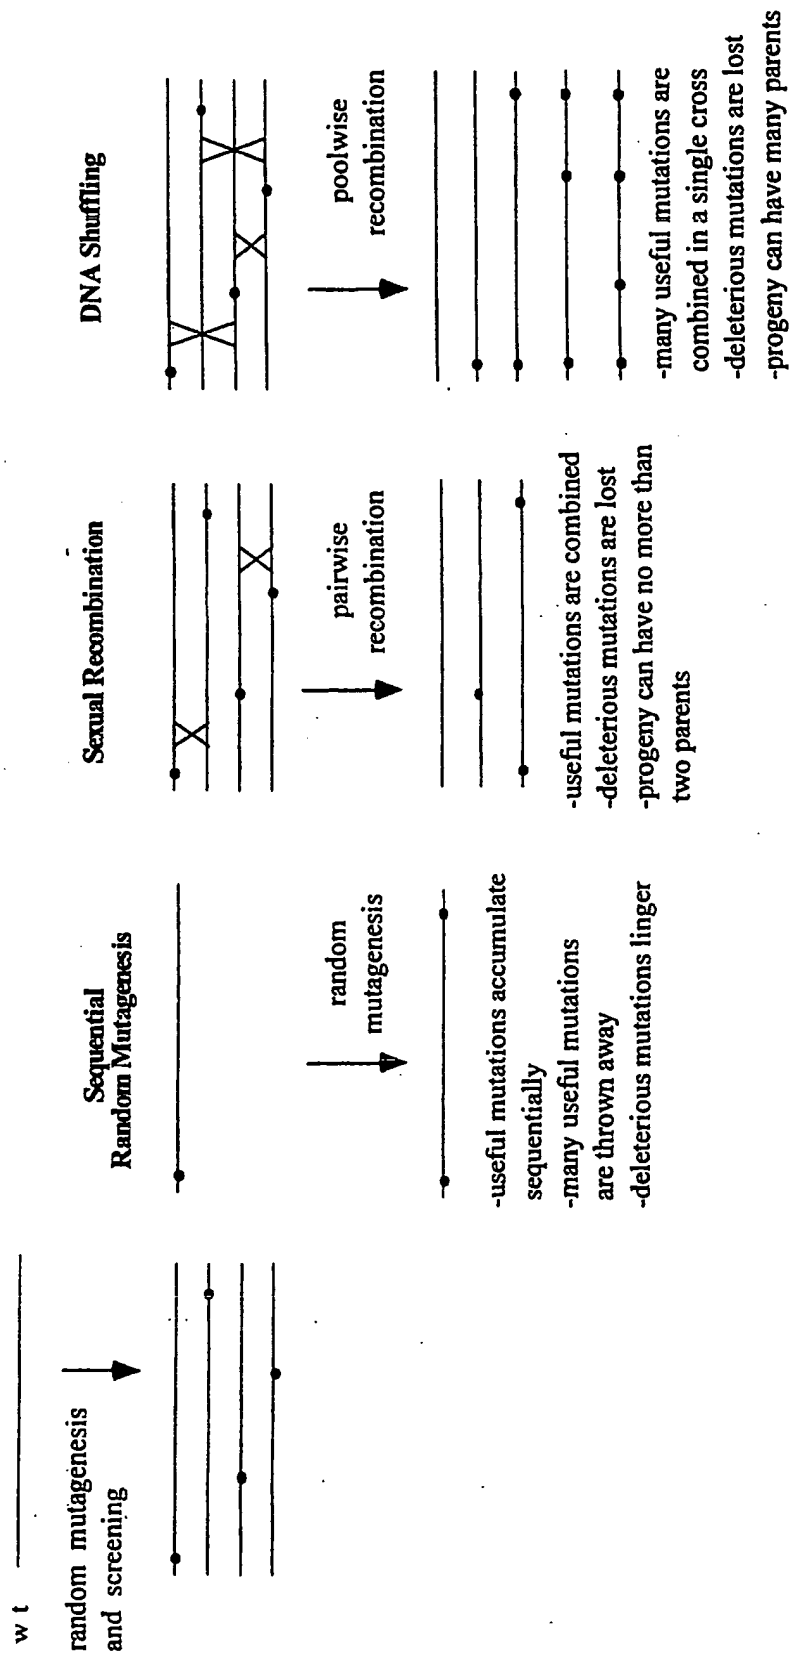 w t
random mutagenesis
and screening
Sequential
Random Mutagenesis
random
mutagenesis
-useful mutations accumulate
sequentially
-many useful mutations
are thrown away
-deleterious mutations linger
Sexual Recombination
pairwise
recombination
-useful mutations are combined
-deleterious mutations are lost
-progeny can have no more than
two parents
DNA Shuffling
poolwise
recombination
-many useful mutations are
combined in a single cross
-deleterious mutations are lost
-progeny can have many parents